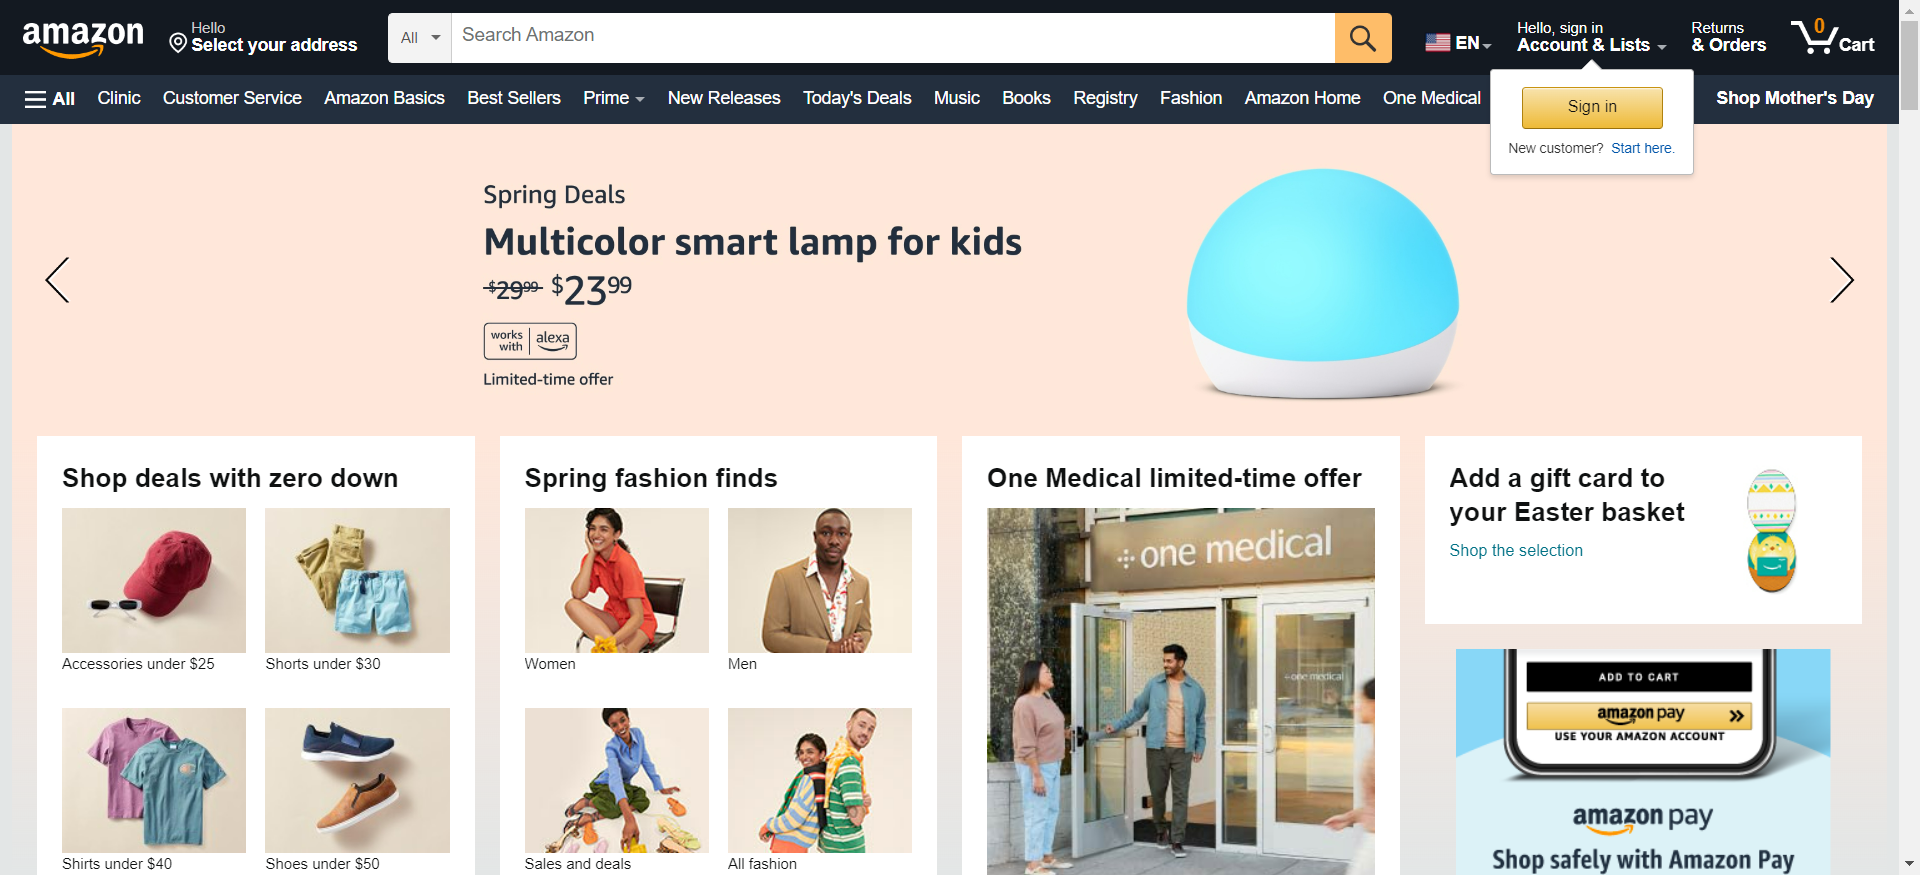 amazon
Hello
Select your address
All
Search Amazon
EN
Hello, sign in
Account & Lists
Returns
& Orders
0
Cart
All
Clinic
Customer Service
Amazon Basics
Best Sellers
Prime
New Releases
Today's Deals
Music
Books
Registry
Fashion
Amazon Home
One Medical
Shop Mother's Day
Sign in
New customer? Start here.
Spring Deals
Multicolor smart lamp for kids
$29.99 $23.99
works with alexa
Limited-time offer
Shop deals with zero down
Accessories under $25
Shorts under $30
Shirts under $40
Shoes under $50
Spring fashion finds
Women
Men
Sales and deals
All fashion
One Medical limited-time offer
one medical
one medical
Add a gift card to
your Easter basket
Shop the selection
ADD TO CART
amazon pay
USE YOUR AMAZON ACCOUNT
amazon pay
Shop safely with Amazon Pay